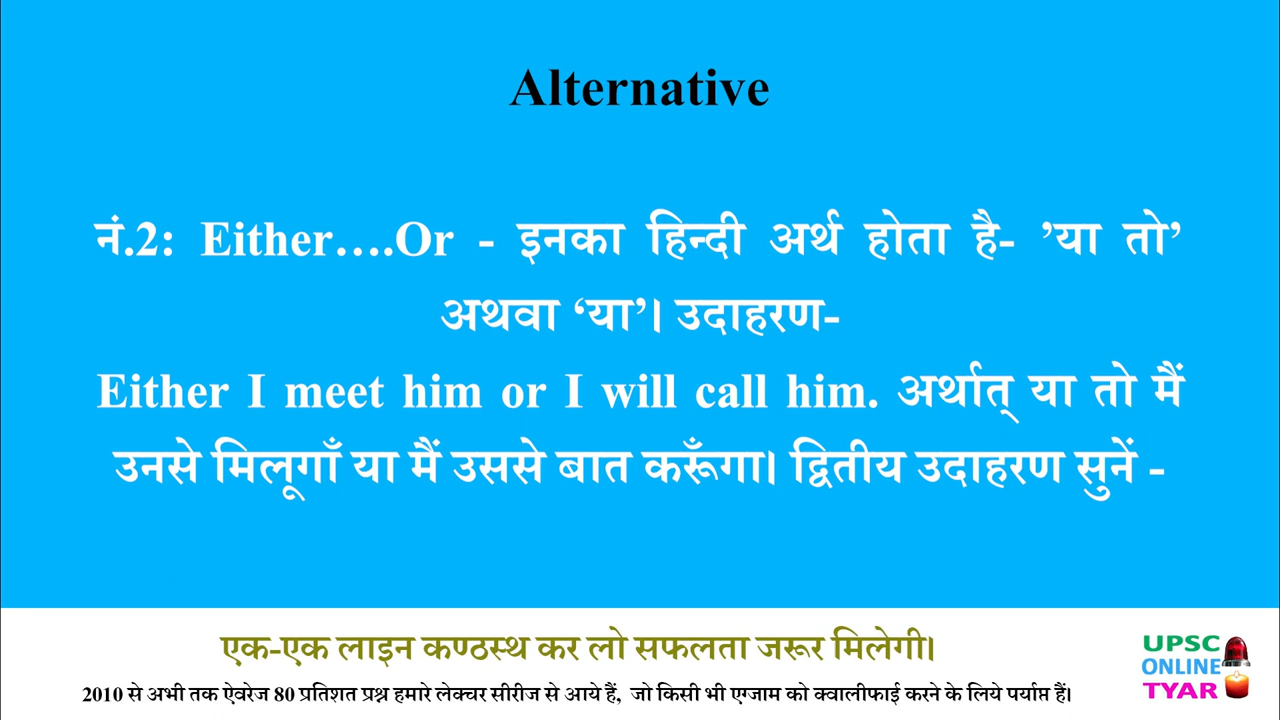 Alternative
नं.2: Either….Or - इनका हिन्दी अर्थ होता है- ’या तो’
अथवा ‘या’। उदाहरण-
Either I meet him or I will call him. अर्थात् या तो मैं
उनसे मिलूगाँ या मैं उससे बात करूँगा। द्वितीय उदाहरण सुनें -
एक-एक लाइन कण्ठस्थ कर लो सफलता जरूर मिलेगी।
2010 से अभी तक ऐवरेज 80 प्रतिशत प्रश्न हमारे लेक्चर सीरीज से आये हैं, जो किसी भी एग्जाम को क्वालीफाई करने के लिये पर्याप्त हैं।
UPSC
ONLINE
TYAR